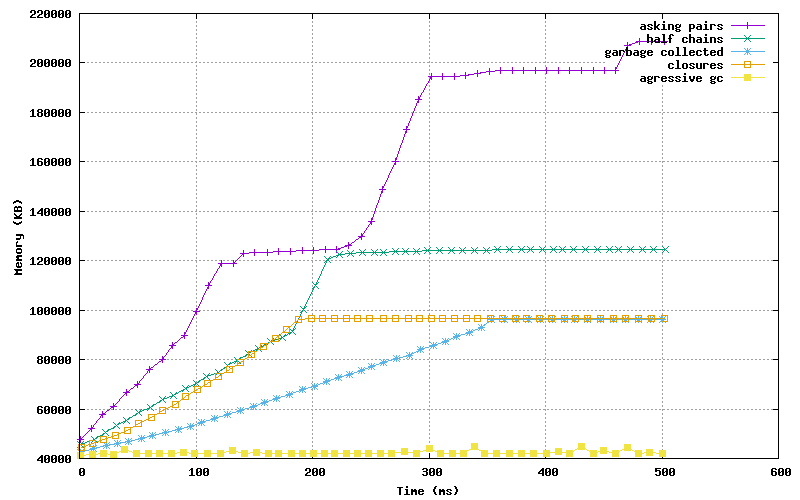 220000
200000
180000
160000
140000
120000
100000
80000
60000
40000
0
100
200
300
400
500
600
Memory (KB)
Time (ms)
asking pairs
half chains
garbage collected
closures
agressive gc